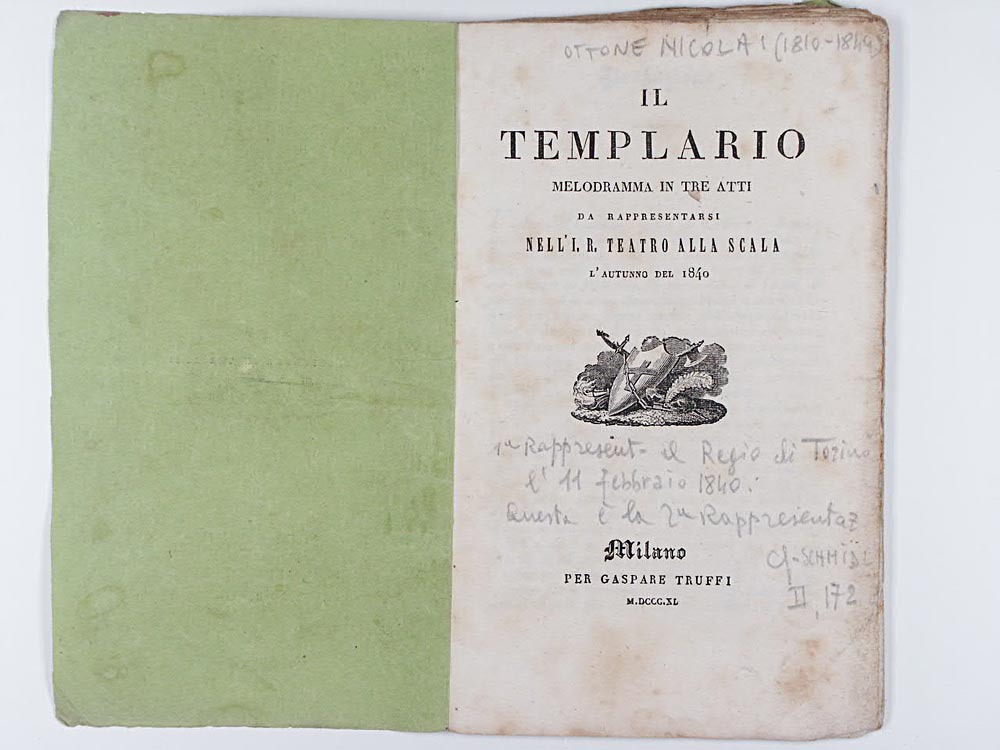 OTTONE NICOLAI (1810-1849)
IL
TEMPLARIO
MELODRAMMA IN TRE ATTI
DA RAPPRESENTARSI
NELL'I. R. TEATRO ALLA SCALA
L'AUTUNNO DEL 1840
1ª Rappresent- il Regio di Torino
l' 11 febbraio 1840.
Questa è la 2ª Rappresentaz
Milano
PER GASPARE TRUFFI
M.DCCC.XL
cf-SCHMIDL
II, 172